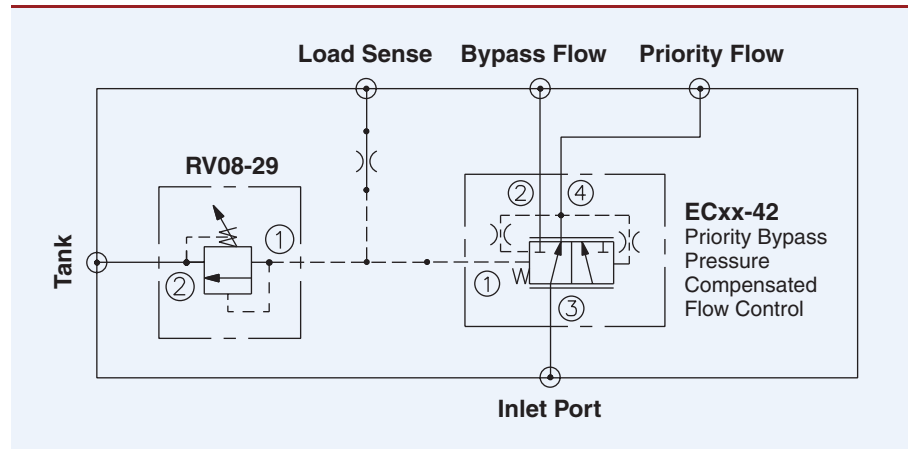 Load Sense
Bypass Flow
Priority Flow
RV08-29
②
④
ECxx-42
Priority Bypass
Pressure
Compensated
Flow Control
①
Tank
②
①
③
Inlet Port